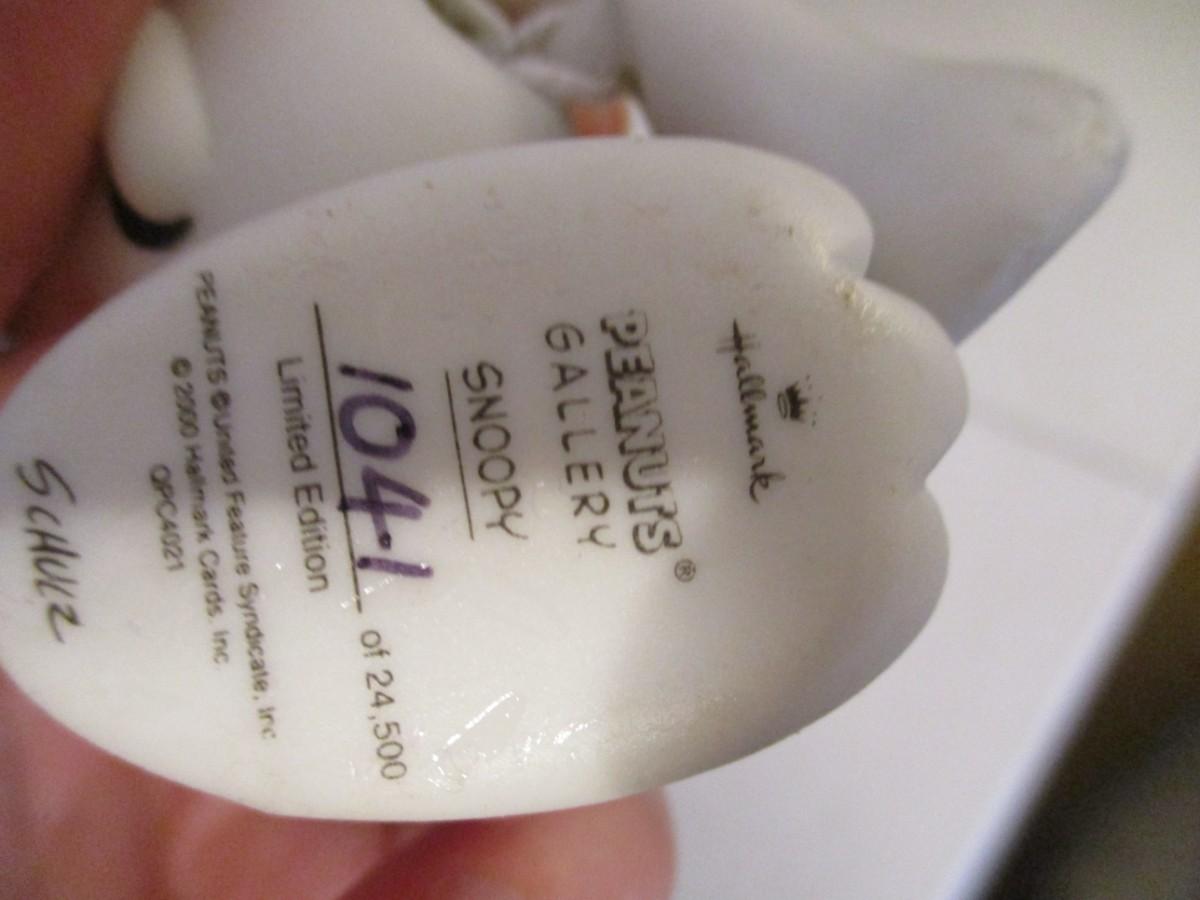 Hallmark
PEANUTS®
GALLERY
SNOOPY
1041 of 24,500
Limited Edition
PEANUTS © United Feature Syndicate, Inc
© 2000 Hallmark Cards, Inc
QPC4021
SCHULZ